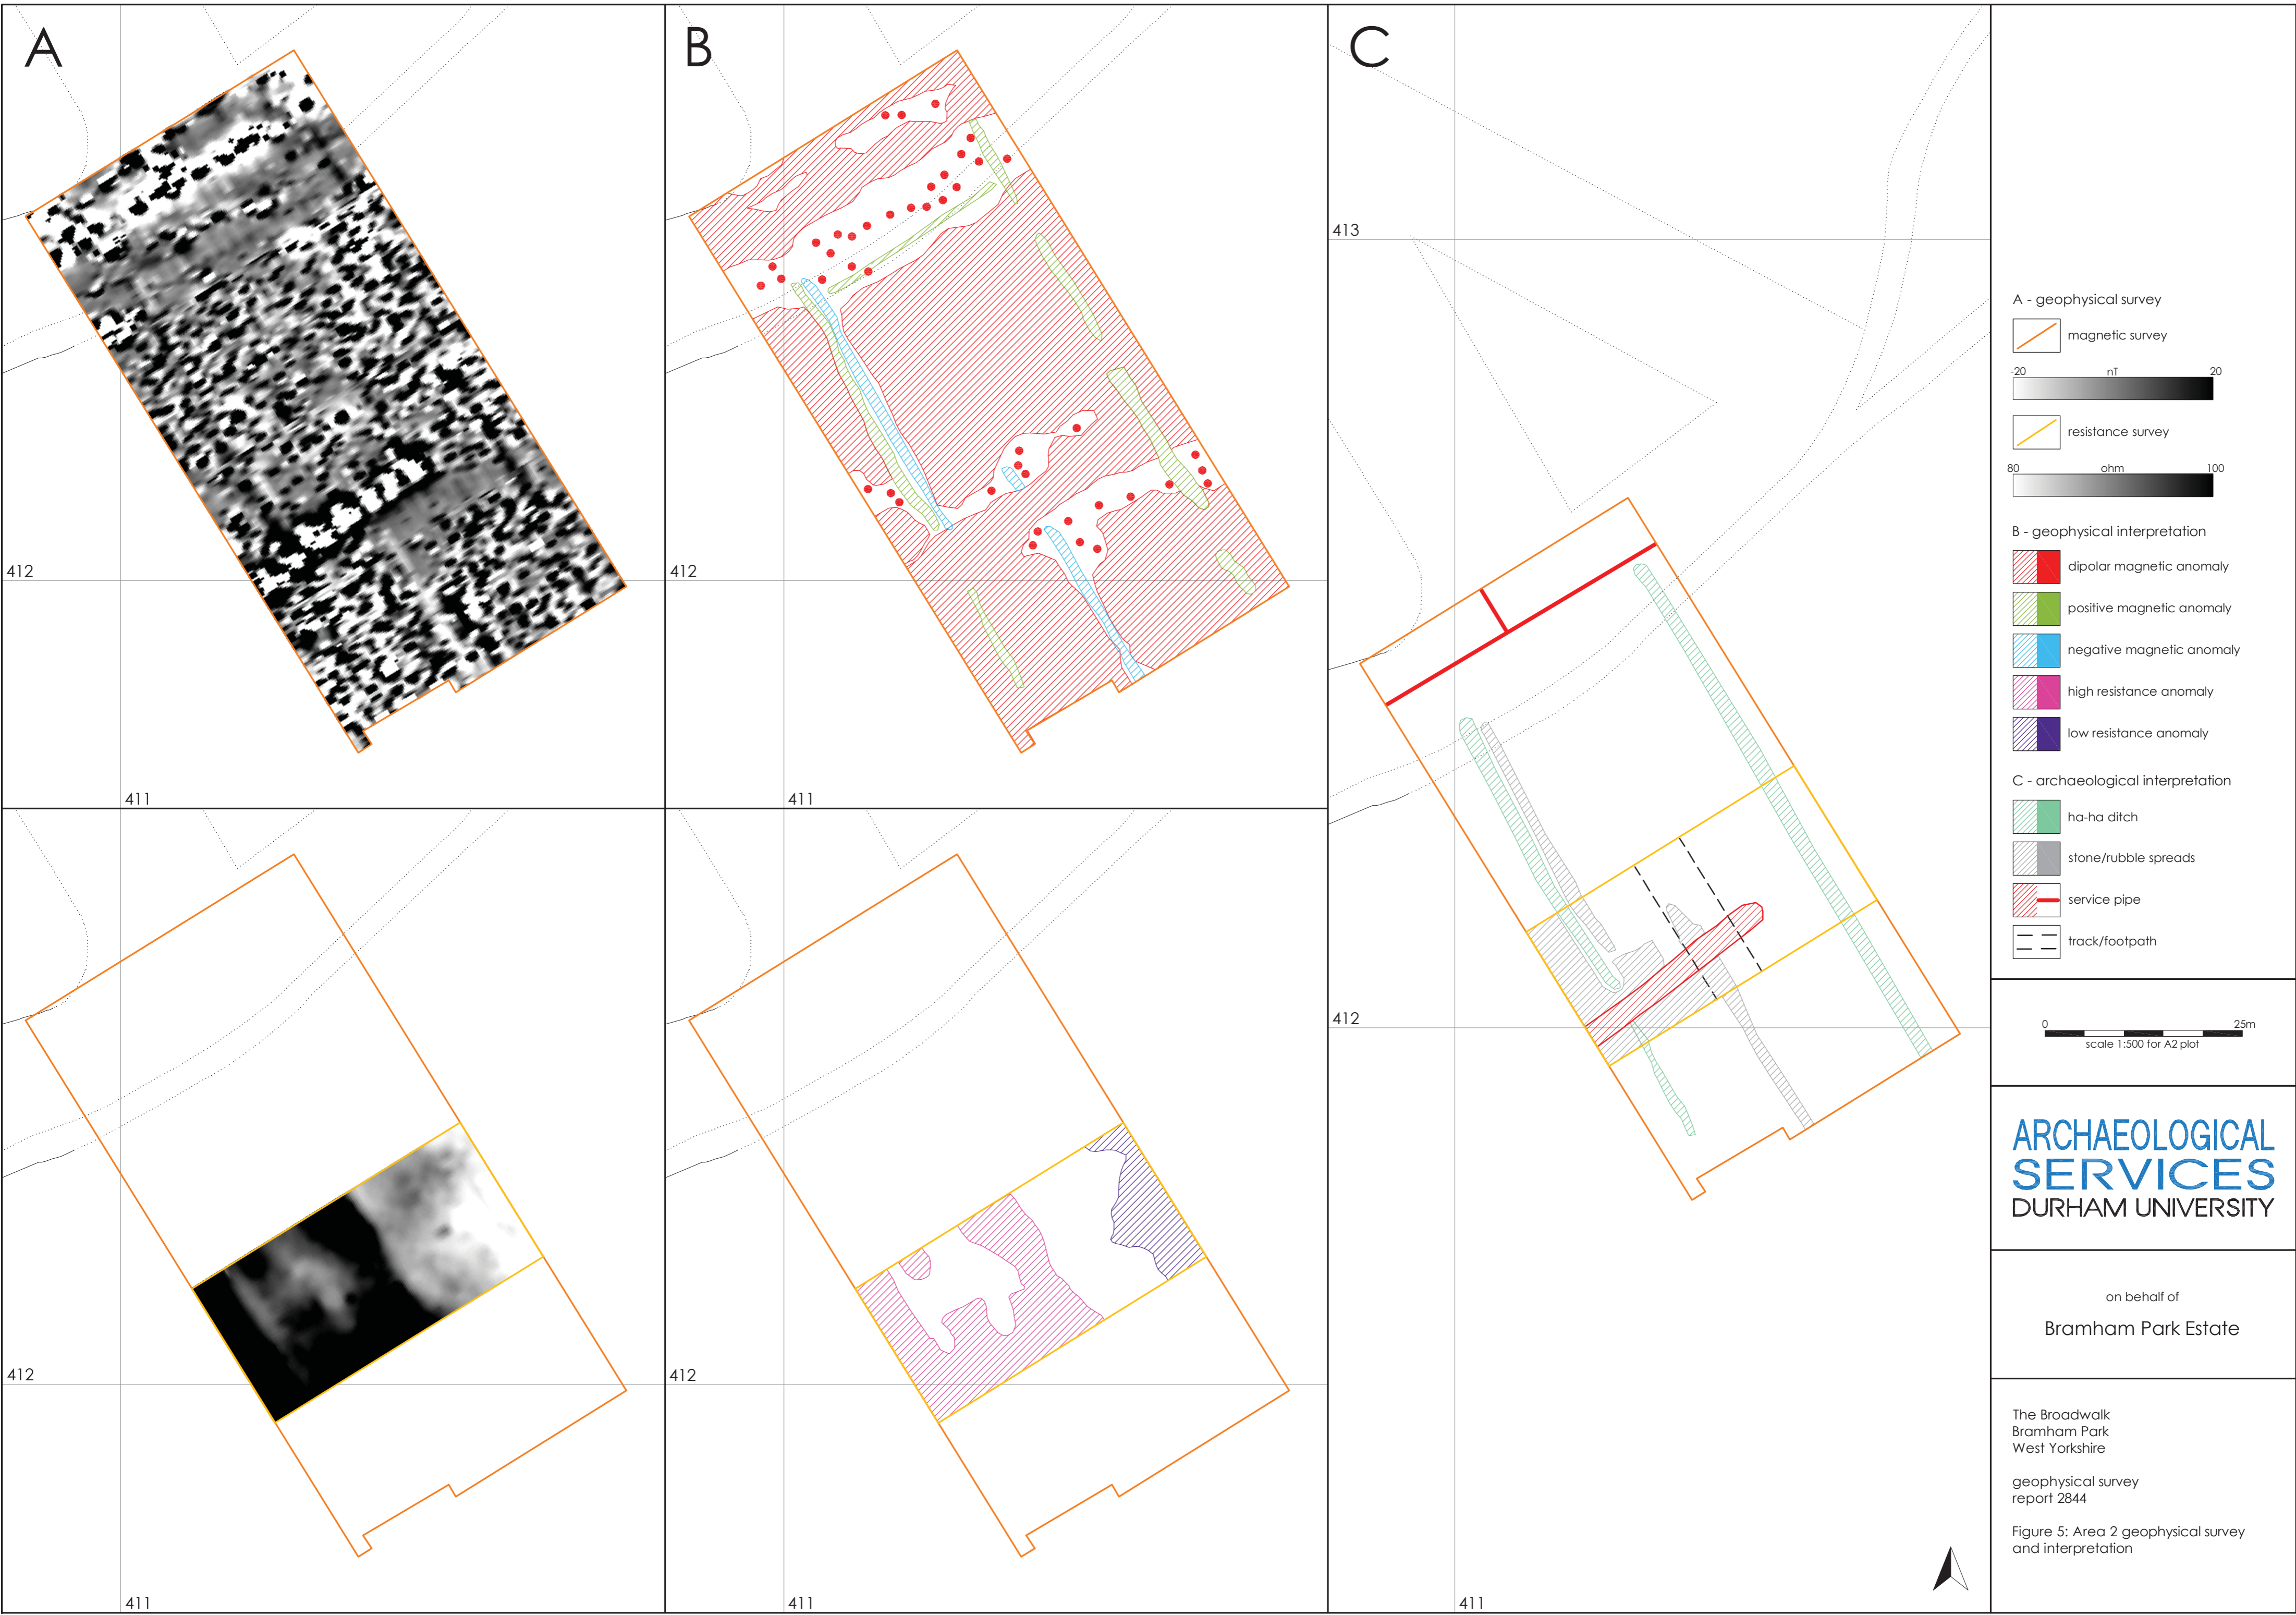 A
B
C
412
411
412
411
413
412
412
411
412
411
411
A - geophysical survey
magnetic survey
-20 nT 20
resistance survey
80 ohm 100
B - geophysical interpretation
dipolar magnetic anomaly
positive magnetic anomaly
negative magnetic anomaly
high resistance anomaly
low resistance anomaly
C - archaeological interpretation
ha-ha ditch
stone/rubble spreads
service pipe
track/footpath
0 25m
scale 1:500 for A2 plot
ARCHAEOLOGICAL
SERVICES
DURHAM UNIVERSITY
on behalf of
Bramham Park Estate
The Broadwalk
Bramham Park
West Yorkshire
geophysical survey
report 2844
Figure 5: Area 2 geophysical survey
and interpretation